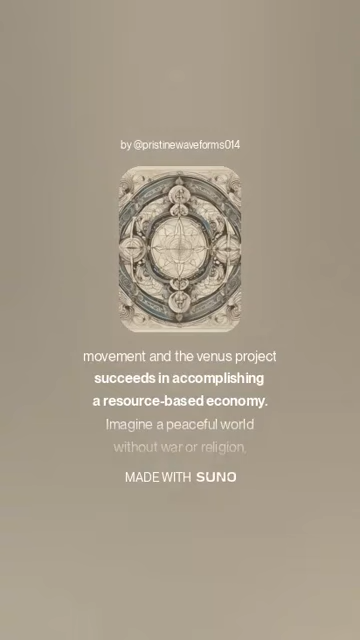 by @pristinewaveforms014
movement and the venus project
succeeds in accomplishing
a resource-based economy.
Imagine a peaceful world
without war or religion,
MADE WITH SUNO